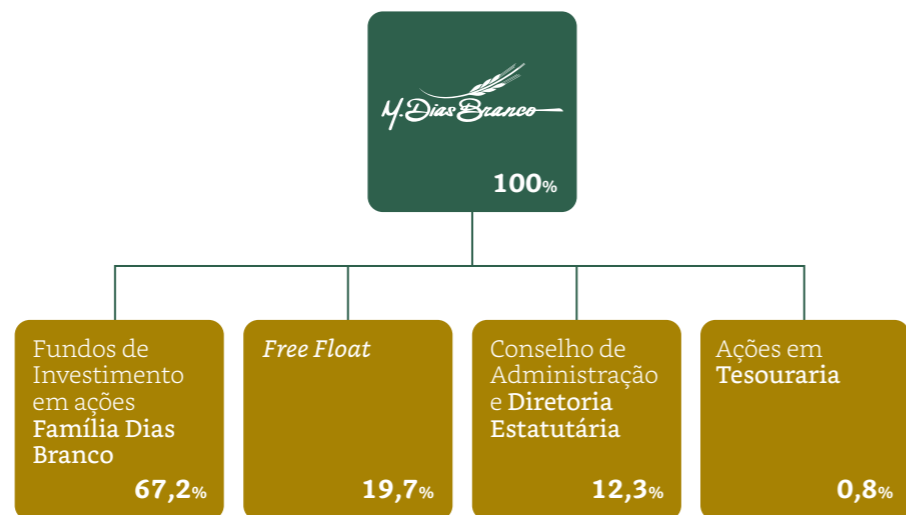 M. Dias Branco
100%
Fundos de
Investimento
em ações
Família Dias
Branco
67,2%
Free Float
19,7%
Conselho de
Administração
e Diretoria
Estatutária
12,3%
Ações em
Tesouraria
0,8%